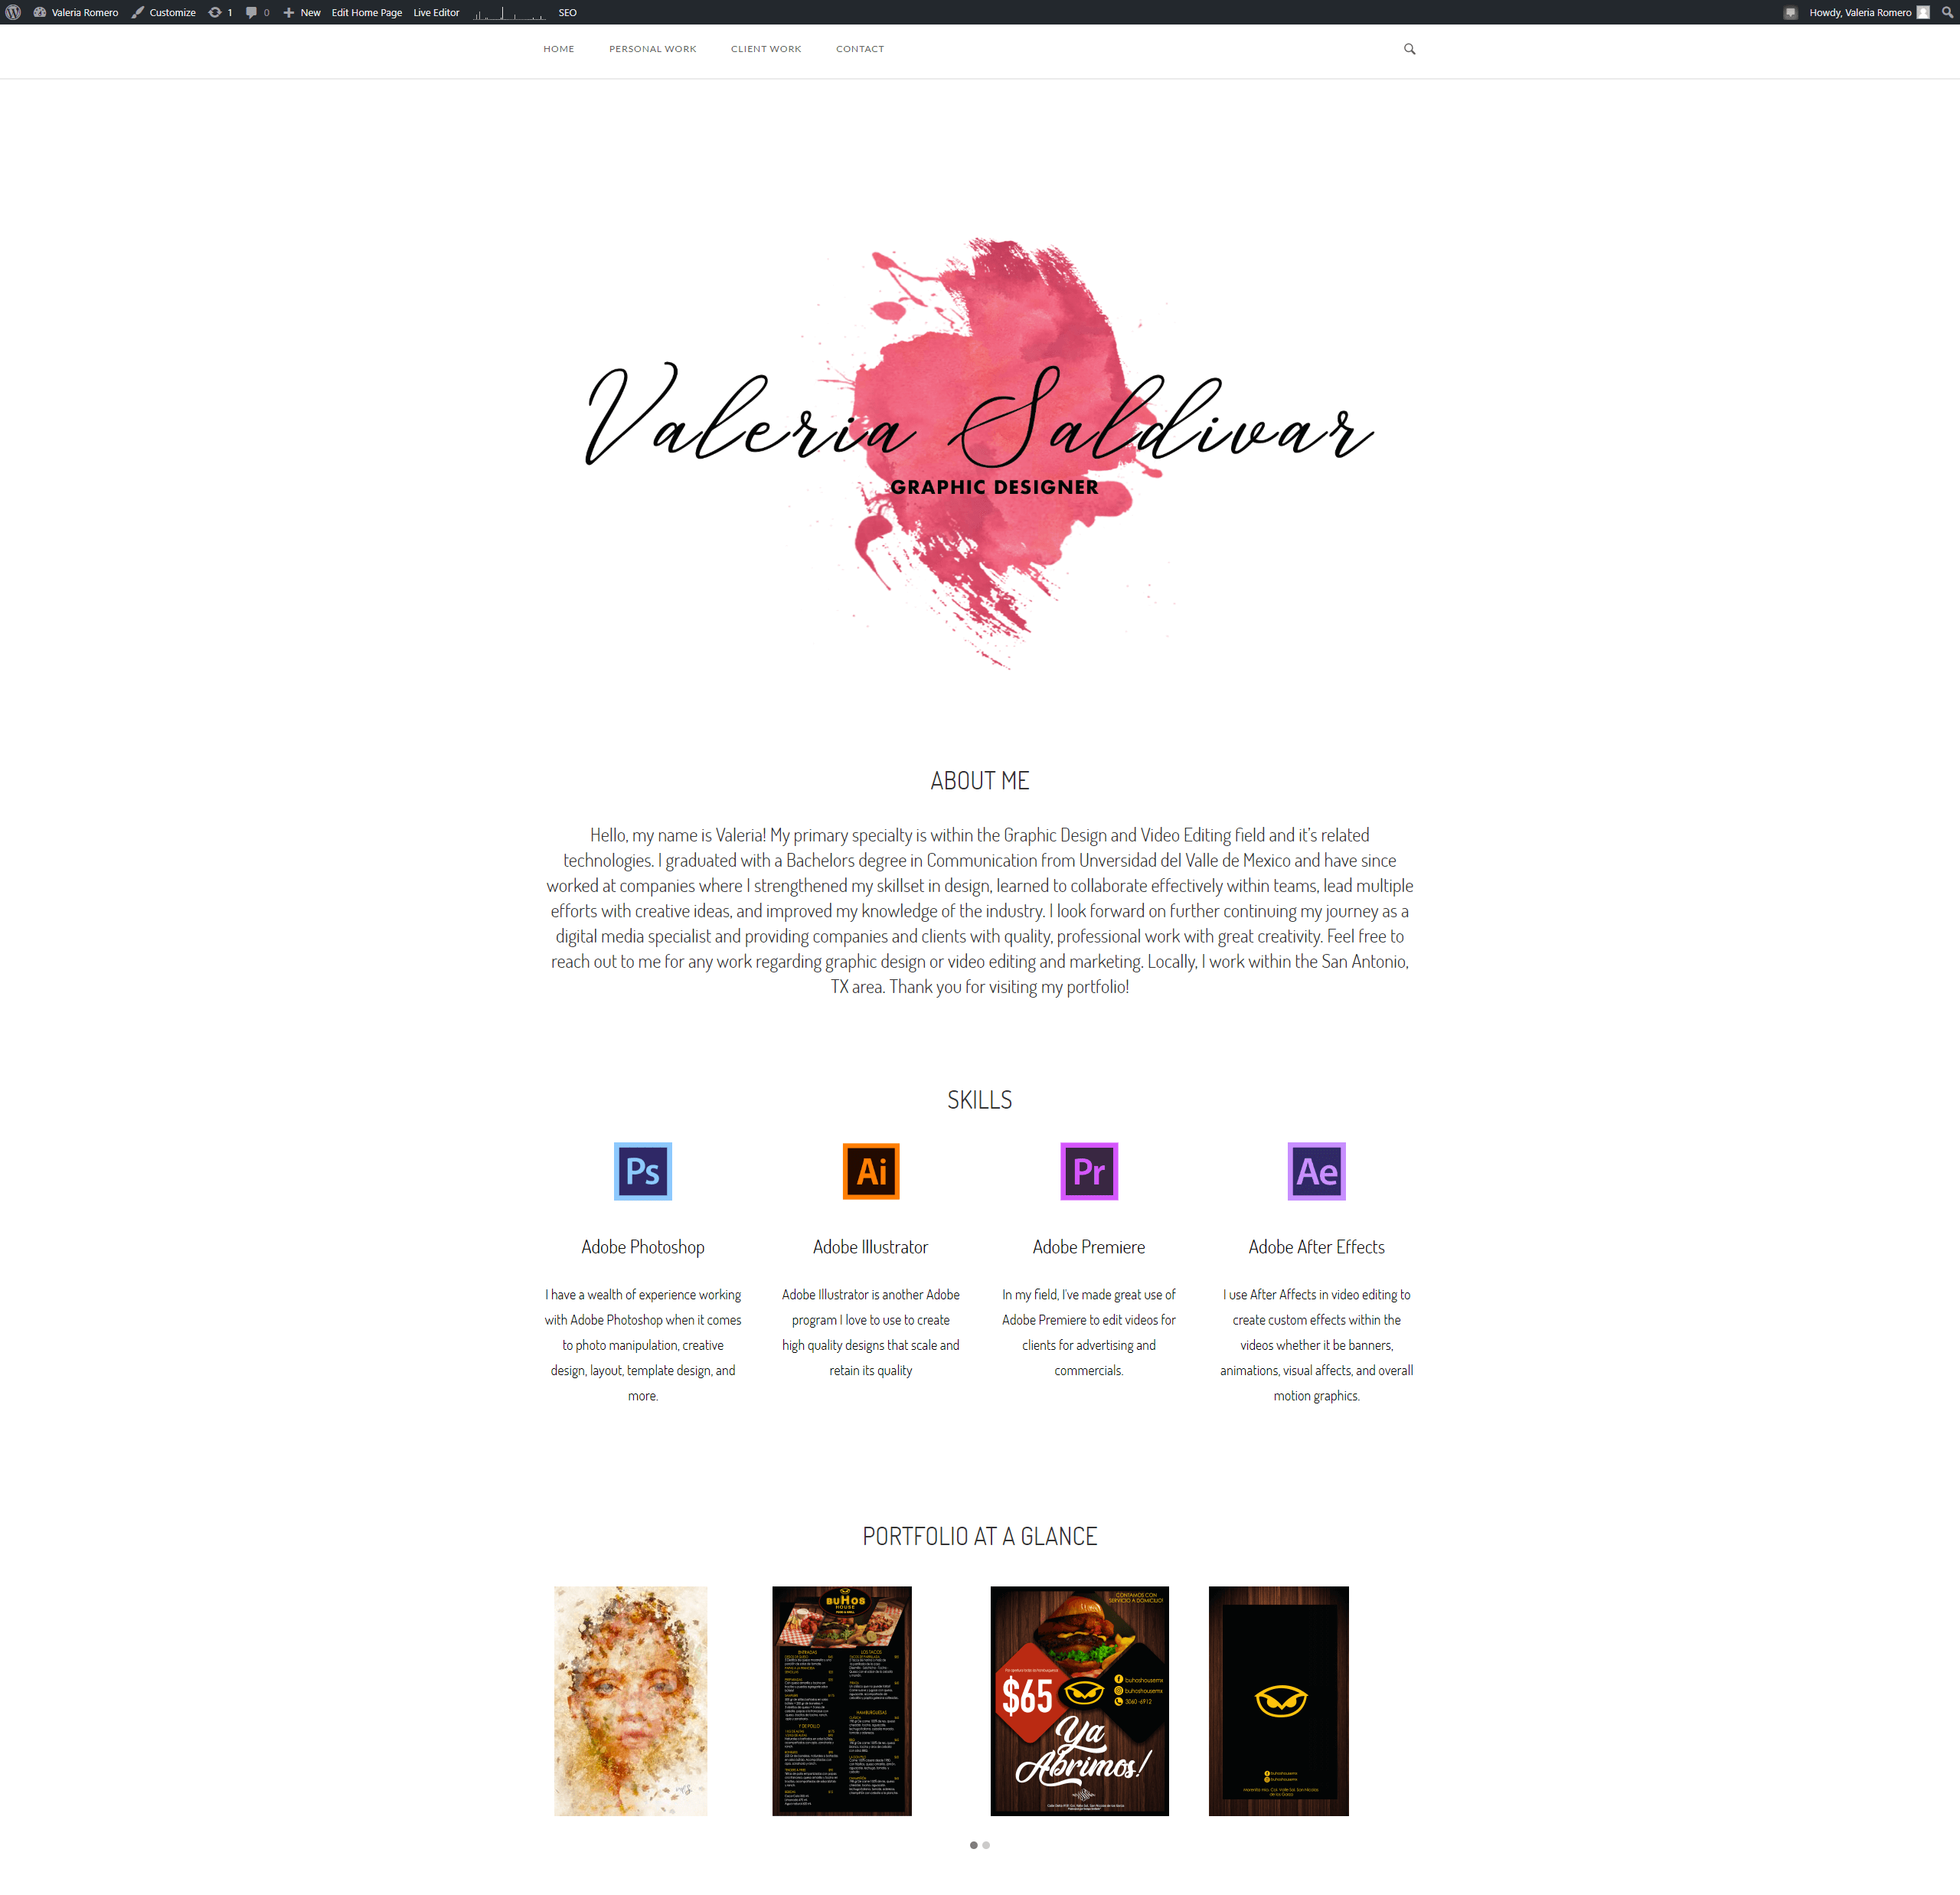 Valeria Romero Customize 1 0 New Edit Home Page Live Editor SEO Howdy, Valeria Romero
HOME PERSONAL WORK CLIENT WORK CONTACT
Valeria Saldivar
GRAPHIC DESIGNER
ABOUT ME
Hello, my name is Valeria! My primary specialty is within the Graphic Design and Video Editing field and it's related
technologies. I graduated with a Bachelors degree in Communication from Unversidad del Valle de Mexico and have since
worked at companies where I strengthened my skillset in design, learned to collaborate effectively within teams, lead multiple
efforts with creative ideas, and improved my knowledge of the industry. I look forward on further continuing my journey as a
digital media specialist and providing companies and clients with quality, professional work with great creativity. Feel free to
reach out to me for any work regarding graphic design or video editing and marketing. Locally, I work within the San Antonio,
TX area. Thank you for visiting my portfolio!
SKILLS
Ps
Ai
Pr
Ae
Adobe Photoshop
I have a wealth of experience working
with Adobe Photoshop when it comes
to photo manipulation, creative
design, layout, template design, and
more.
Adobe Illustrator
Adobe Illustrator is another Adobe
program I love to use to create
high quality designs that scale and
retain its quality
Adobe Premiere
In my field, I've made great use of
Adobe Premiere to edit videos for
clients for advertising and
commercials.
Adobe After Effects
I use After Affects in video editing to
create custom effects within the
videos whether it be banners,
animations, visual affects, and overall
motion graphics.
PORTFOLIO AT A GLANCE
BUHOS
HOUSE
ENTRADAS
LOS TACOS
Y DE POLLO
HAMBURGUESAS
CONTAMOS CON
SERVICIO A DOMICILIO!
$65
buhoshousemx
buhoshousemx
3060-6912
Ya
Abrimos!
buhoshousemx
buhoshousemx